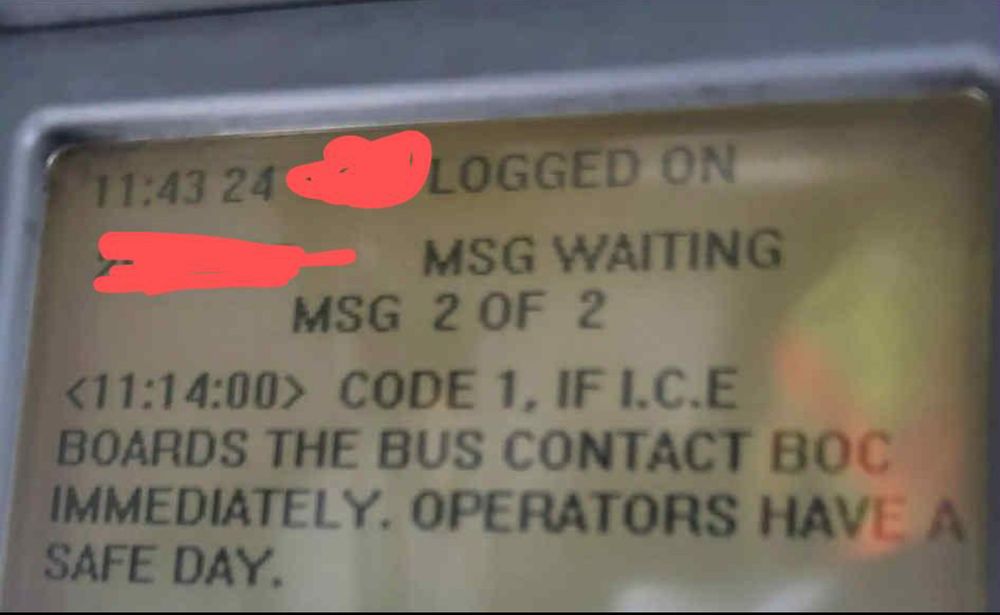 11:43 24 LOGGED ON
MSG WAITING
MSG 2 OF 2
<11:14:00> CODE 1, IF I.C.E
BOARDS THE BUS CONTACT BOC
IMMEDIATELY. OPERATORS HAVE A
SAFE DAY.